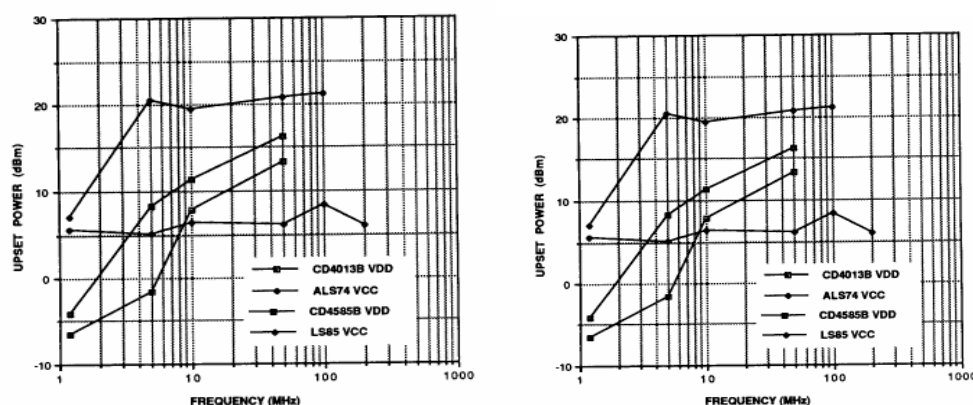 30
20
10
0
-10
UPSET POWER (dBm)
CD4013B VDD
ALS74 VCC
CD4585B VDD
LS85 VCC
1
10
100
1000
FREQUENCY (MHz)
30
20
10
0
-10
UPSET POWER (dBm)
CD4013B VDD
ALS74 VCC
CD4585B VDD
LS85 VCC
1
10
100
1000
FREQUENCY (MHz)